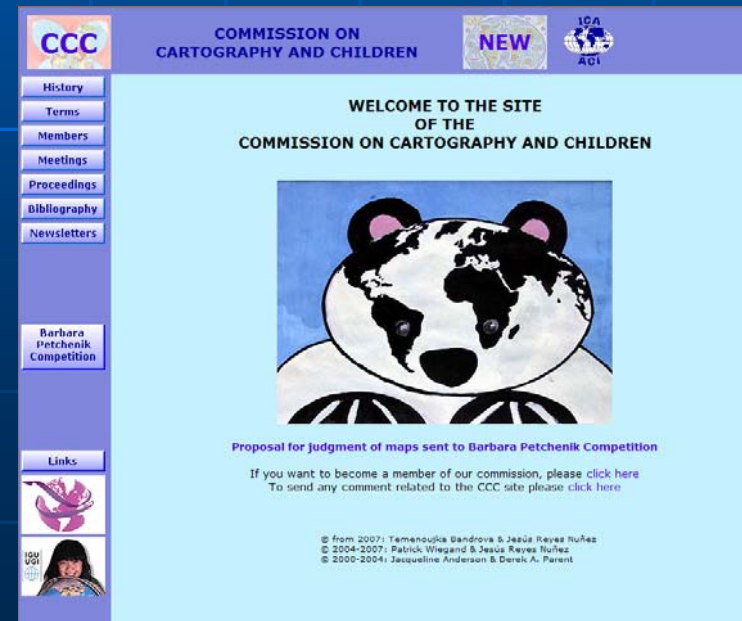 CCC
COMMISSION ON
CARTOGRAPHY AND CHILDREN
NEW
ICA
ACI
History
Terms
Members
Meetings
Proceedings
Bibliography
Newsletters
Barbara
Petchenik
Competition
Links
IGU
UGI
WELCOME TO THE SITE
OF THE
COMMISSION ON CARTOGRAPHY AND CHILDREN
Proposal for judgment of maps sent to Barbara Petchenik Competition
If you want to become a member of our commission, please click here
To send any comment related to the CCC site please click here
© from 2007: Temenoujka Bandrova & Jesús Reyes Nuñez
© 2004-2007: Patrick Wiegand & Jesús Reyes Nuñez
© 2000-2004: Jacqueline Anderson & Derek A. Parent